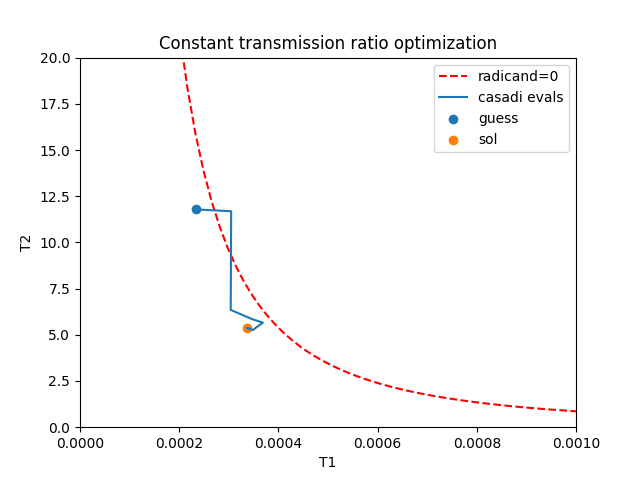 Constant transmission ratio optimization
20.0
17.5
15.0
12.5
10.0
7.5
5.0
2.5
0.0
T2
radicand=0
casadi evals
guess
sol
0.0000 0.0002 0.0004 0.0006 0.0008 0.0010
T1